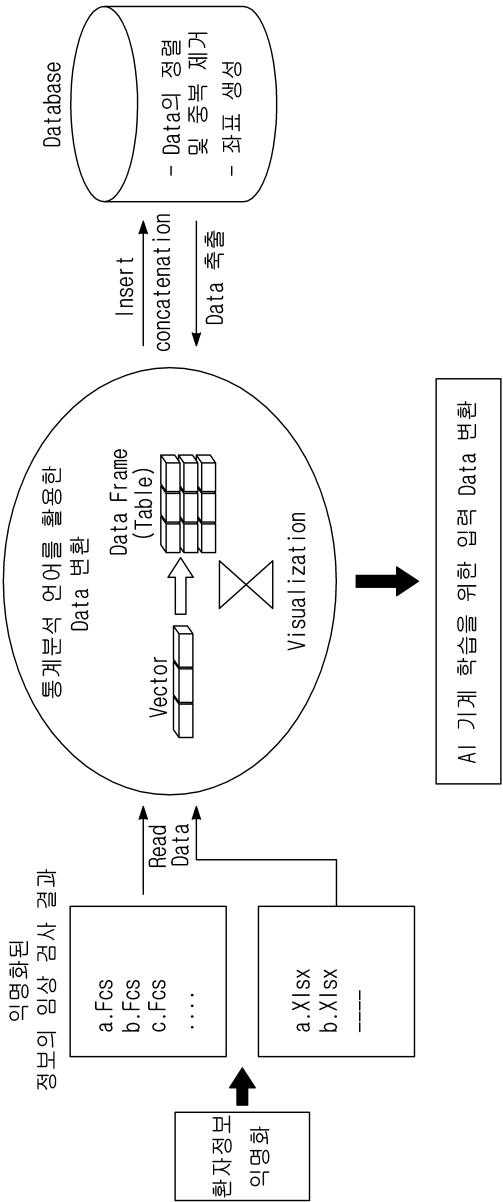 환자정보
익명화
익명화된
정보의 임상 검사 결과
a.Fcs
b.Fcs
c.Fcs
....
a.Xlsx
b.Xlsx
____
Read
Data
통계분석 언어를 활용한
Data 변환
Vector
Data Frame
(Table)
Visualization
Insert
concatenation
Data 축출
Database
- Data의 정렬
및 중복 제거
- 좌표 생성
AI 기계 학습을 위한 입력 Data 변환